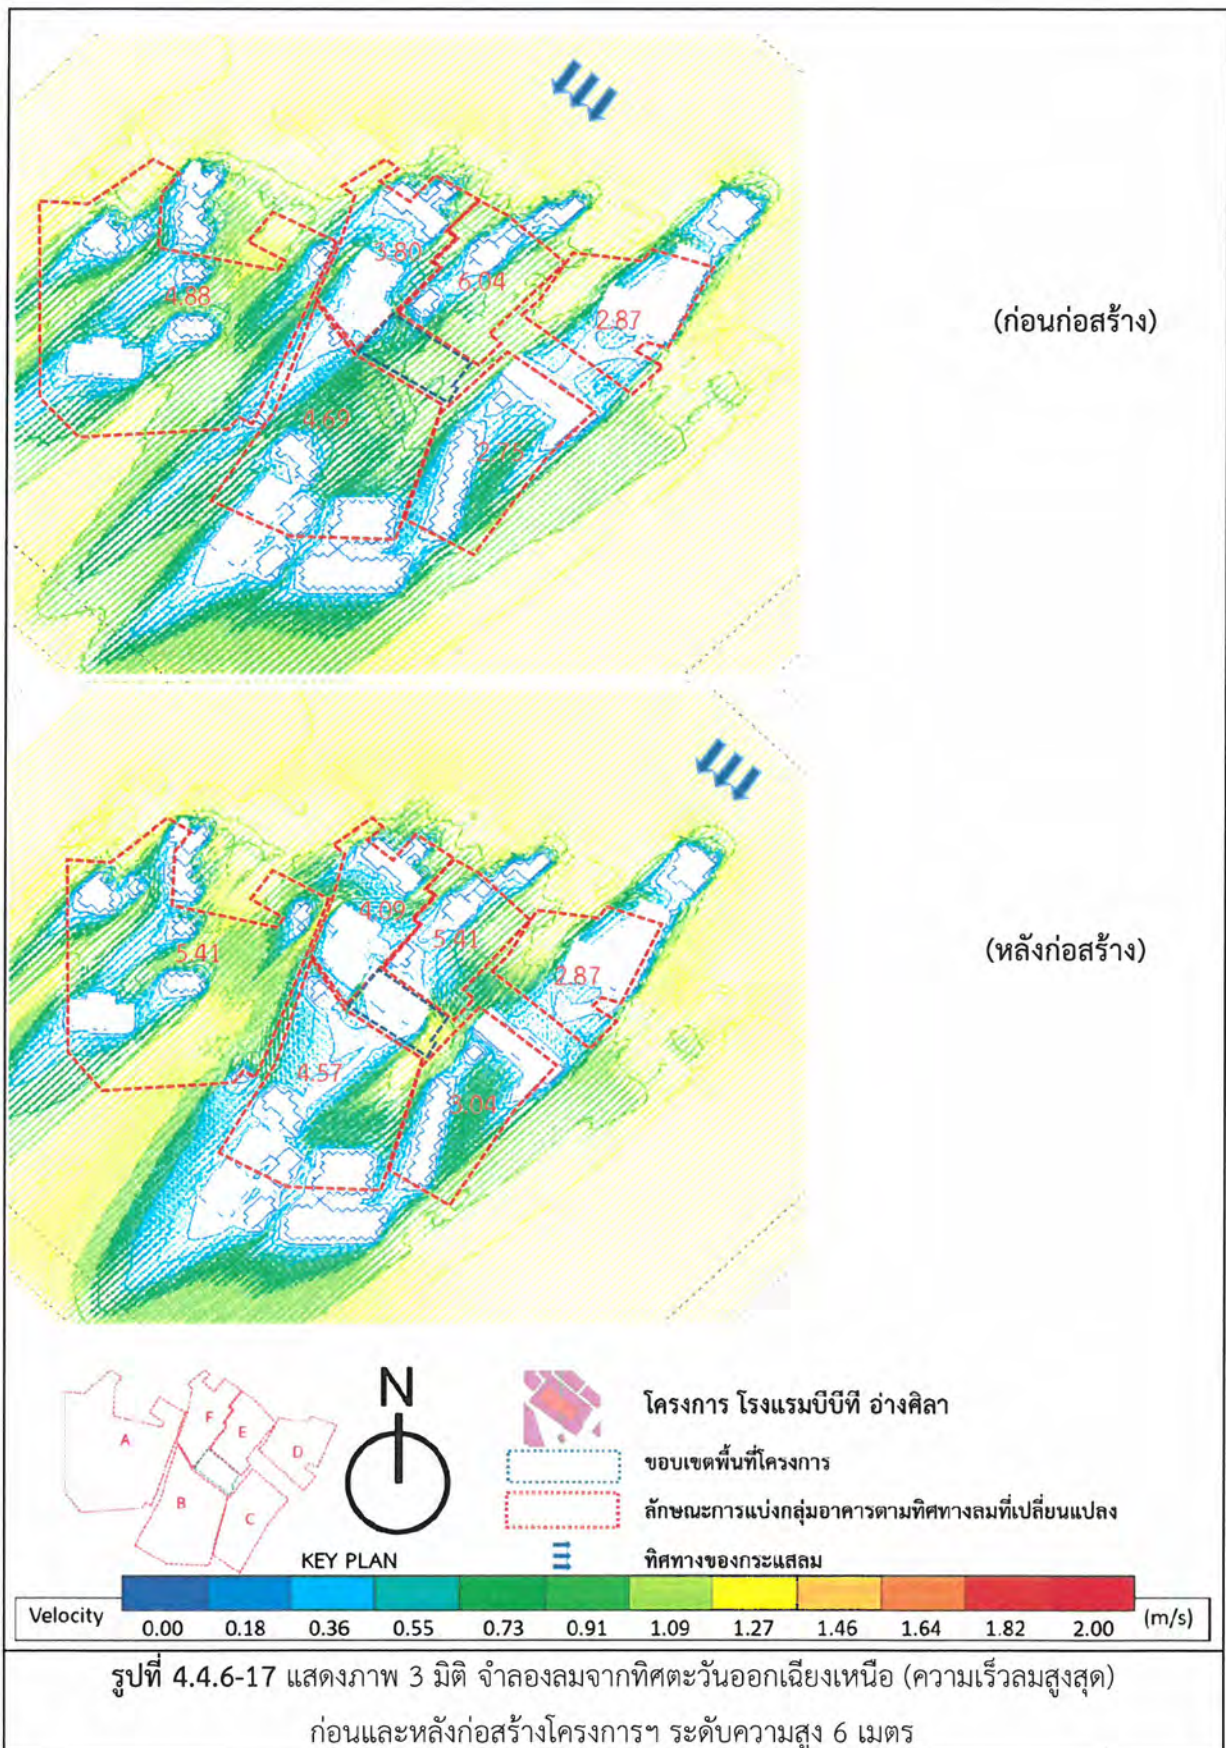 3.80
6.04
4.88
2.87
(ก่อนก่อสร้าง)
4.69
2.75
4.09
5.41
5.41
2.87
(หลังก่อสร้าง)
4.57
3.04
N
A
F
E
D
B
C
KEY PLAN
โครงการ โรงแรมบีบีที อ่างศิลา
ขอบเขตพื้นที่โครงการ
ลักษณะการแบ่งกลุ่มอาคารตามทิศทางลมที่เปลี่ยนแปลง
ทิศทางของกระแสลม
Velocity 0.00 0.18 0.36 0.55 0.73 0.91 1.09 1.27 1.46 1.64 1.82 2.00 (m/s)
รูปที่ 4.4.6-17 แสดงภาพ 3 มิติ จำลองลมจากทิศตะวันออกเฉียงเหนือ (ความเร็วลมสูงสุด)
ก่อนและหลังก่อสร้างโครงการฯ ระดับความสูง 6 เมตร